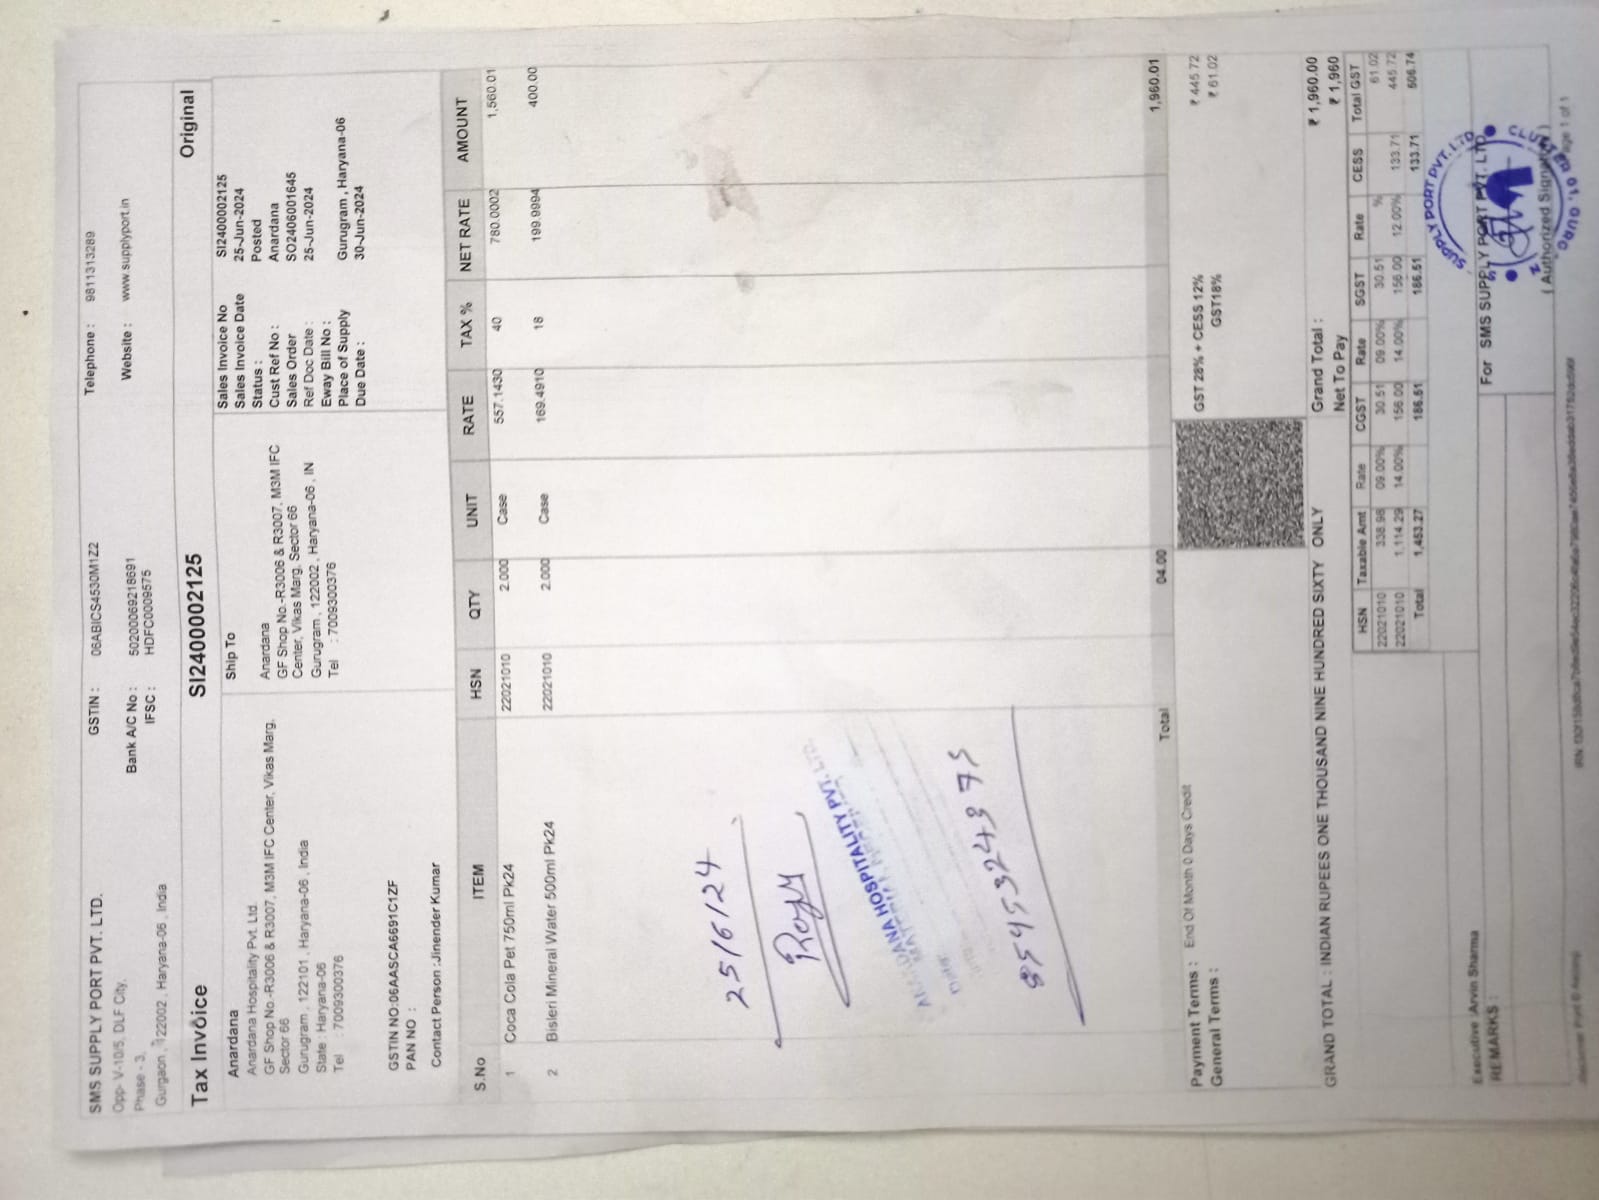 SMS SUPPLY PORT PVT. LTD.
Opp- V-10/5, DLF City,
Phase - 3,
Gurgaon , 122002 , Haryana-06 , India
GSTIN : 06ABICS4530M1Z2
Bank A/C No : 50200069218691
IFSC : HDFC0009575
Telephone : 9811313289
Website : www.supplyport.in
Tax Invoice SI2400002125 Original
Anardana
Anardana Hospitality Pvt. Ltd.
GF Shop No.-R3006 & R3007, M3M IFC Center, Vikas Marg,
Sector 66
Gurugram , 122101 , Haryana-06 , India
State : Haryana-06
Tel : 7009300376
GSTIN NO:06AASCA6691C1ZF
PAN NO :
Contact Person :Jinender Kumar
Ship To
Anardana
GF Shop No.-R3006 & R3007, M3M IFC
Center, Vikas Marg, Sector 66
Gurugram , 122002 , Haryana-06 , IN
Tel : 7009300376
Sales Invoice No SI2400002125
Sales Invoice Date 25-Jun-2024
Status : Posted
Cust Ref No : Anardana
Sales Order SO2406001645
Ref Doc Date : 25-Jun-2024
Eway Bill No :
Place of Supply Gurugram , Haryana-06
Due Date : 30-Jun-2024
S.No ITEM HSN QTY UNIT RATE TAX % NET RATE AMOUNT
1 Coca Cola Pet 750ml Pk24 22021010 2.000 Case 557.1430 40 780.0002 1,560.01
2 Bisleri Mineral Water 500ml Pk24 22021010 2.000 Case 169.4910 18 199.9994 400.00
25/6/24
HOSPITALITY PVT. LTD.
Total 04.00 1,960.01
Payment Terms : End Of Month 0 Days Credit
General Terms :
GST 28% + CESS 12% ₹ 445.72
GST18% ₹ 61.02
GRAND TOTAL : INDIAN RUPEES ONE THOUSAND NINE HUNDRED SIXTY ONLY
Grand Total : ₹ 1,960.00
Net To Pay ₹ 1,960
HSN Taxable Amt Rate CGST Rate SGST Rate CESS Total GST
22021010 338.98 09.00% 30.51 09.00% 30.51 % 61.02
22021010 1,114.29 14.00% 156.00 14.00% 156.00 12.00% 133.71 445.72
Total 1,453.27 186.51 186.51 133.71 506.74
Executive :Arvin Sharma
REMARKS :
For SMS SUPPLY PORT PVT. LTD.
SUPPLY PORT PVT. LTD
( Authorized Signatory )
Page 1 of 1